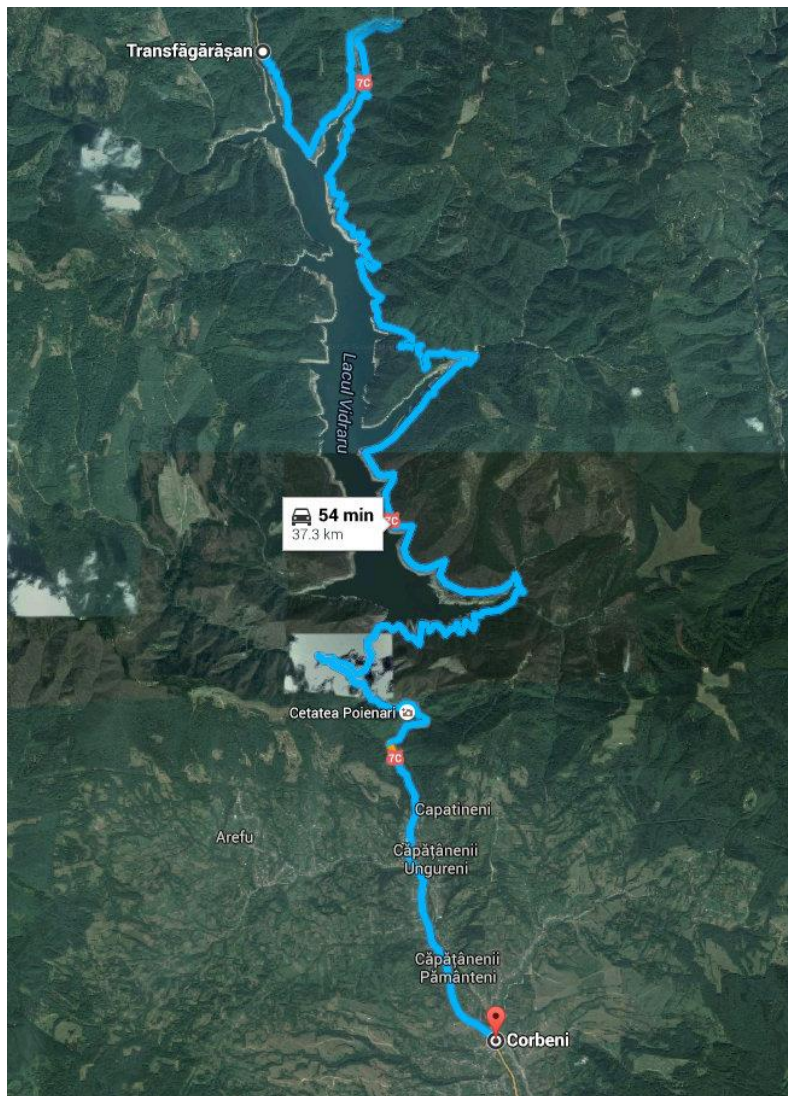 Transfăgărășan
7C
Lacul Vidraru
54 min
37.3 km
7C
Cetatea Poienari
7C
Capatineni
Arefu
Căpățânenii
Ungureni
Căpățânenii
Pământeni
Corbeni